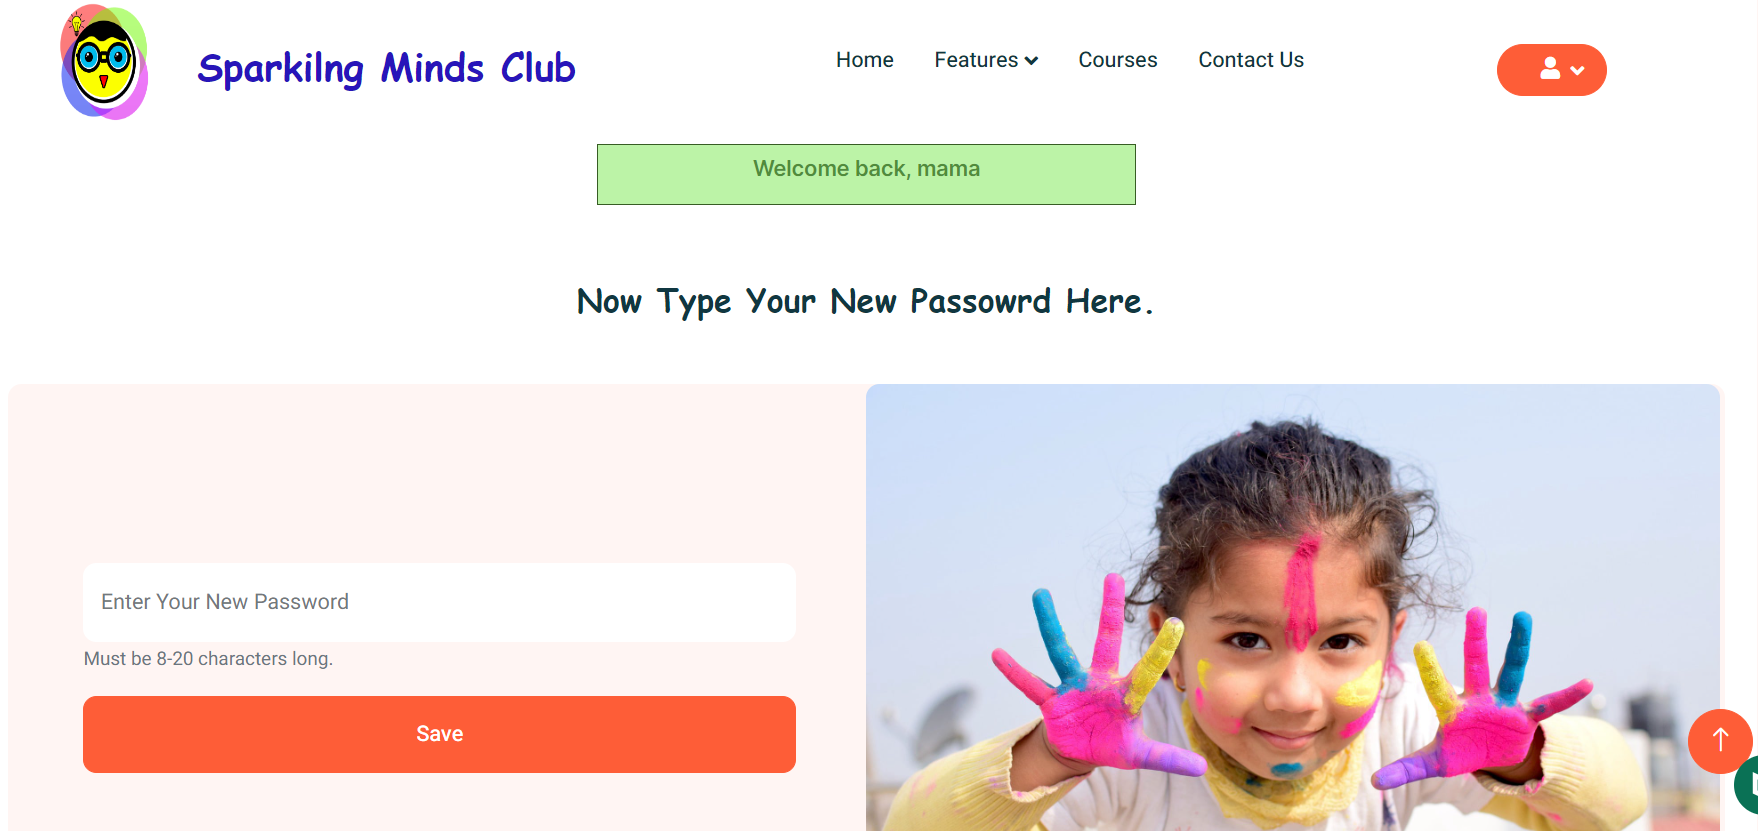 Sparkilng Minds Club
Home Features Courses Contact Us
Welcome back, mama
Now Type Your New Passowrd Here.
Enter Your New Password
Must be 8-20 characters long.
Save